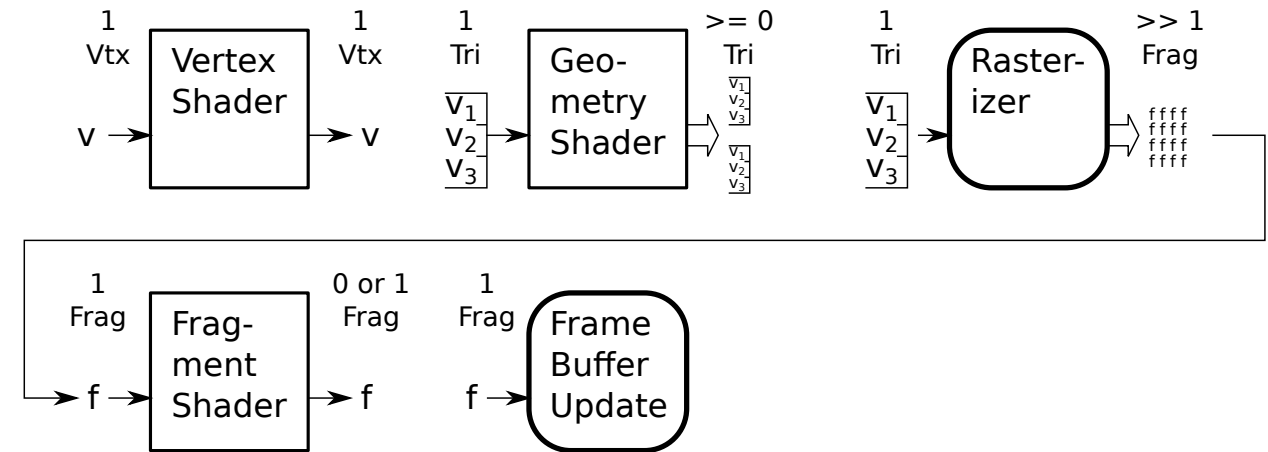 1
Vtx
v
Vertex
Shader
1
Vtx
v
1
Tri
v1
v2
v3
Geo-
metry
Shader
>= 0
Tri
v1
v2
v3
v1
v2
v3
1
Tri
v1
v2
v3
Raster-
izer
>> 1
Frag
f f f f
f f f f
f f f f
f f f f
1
Frag
f
Frag-
ment
Shader
0 or 1
Frag
f
1
Frag
f
Frame
Buffer
Update